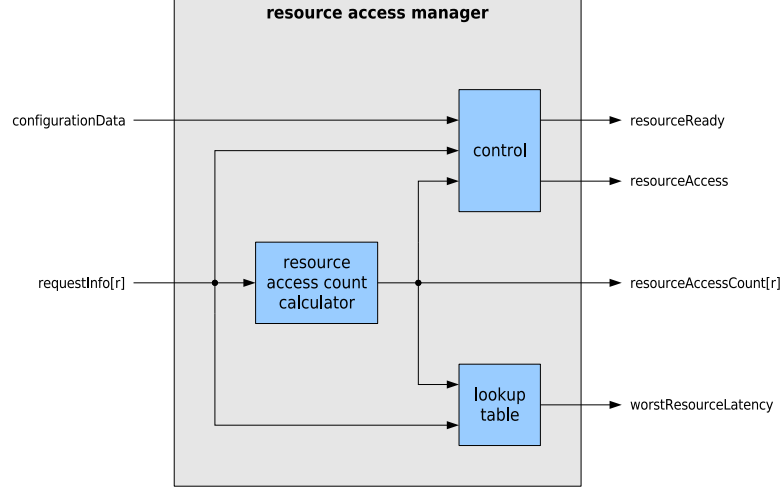 resource access manager
configurationData
control
resourceReady
resourceAccess
requestInfo[r]
resource
access count
calculator
resourceAccessCount[r]
lookup
table
worstResourceLatency